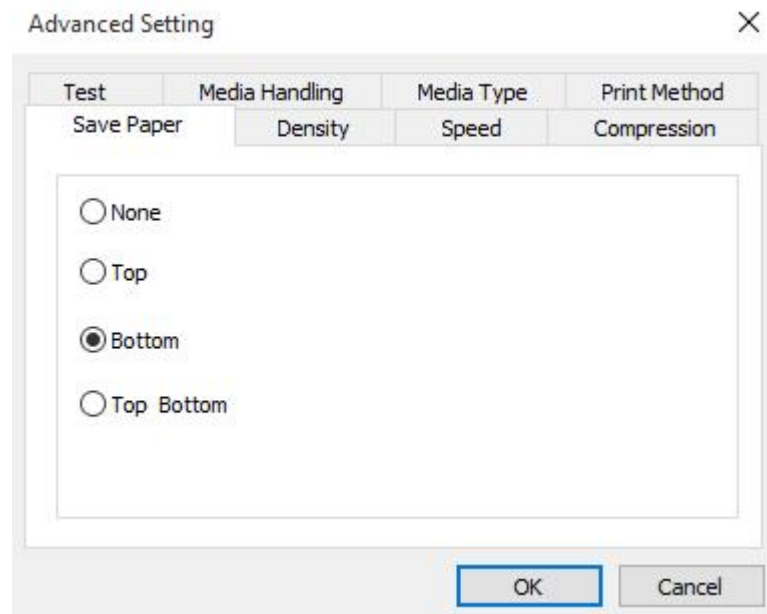 Advanced Setting
Test Media Handling Media Type Print Method
Save Paper Density Speed Compression
None
Top
Bottom
Top Bottom
OK Cancel